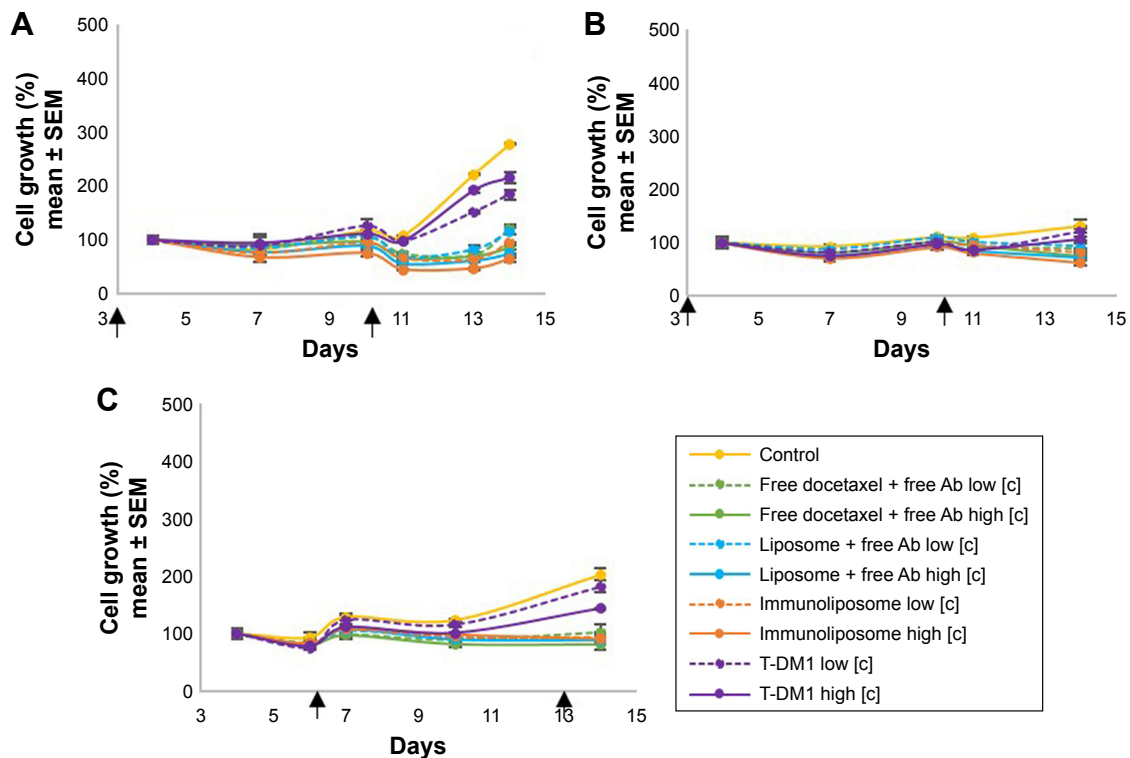 A
Cell growth (%)
mean ± SEM
500
400
300
200
100
0
3 5 7 9 11 13 15
Days
B
Cell growth (%)
mean ± SEM
500
400
300
200
100
0
3 5 7 9 11 13 15
Days
C
Cell growth (%)
mean ± SEM
500
400
300
200
100
0
3 5 7 9 11 13 15
Days
Control
Free docetaxel + free Ab low [c]
Free docetaxel + free Ab high [c]
Liposome + free Ab low [c]
Liposome + free Ab high [c]
Immunoliposome low [c]
Immunoliposome high [c]
T-DM1 low [c]
T-DM1 high [c]